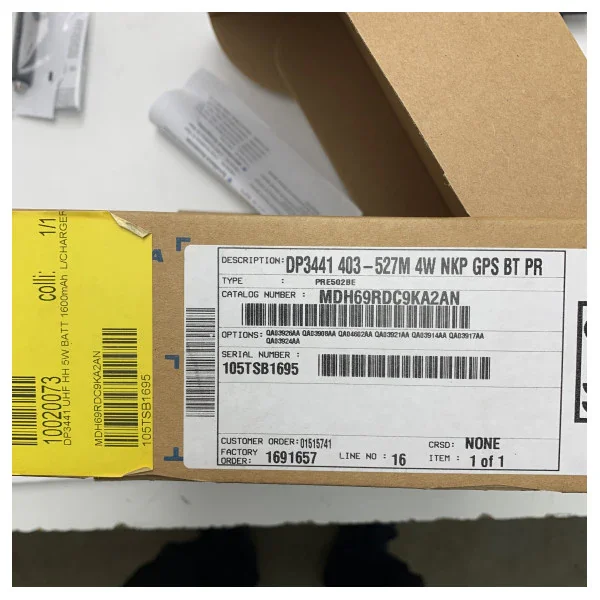 DESCRIPTION: DP3441 403-527M 4W NKP GPS BT PR
TYPE : PRE502BE
CATALOG NUMBER : MDH69RDC9KA2AN
OPTIONS: QA03926AA QA03908AA QA04602AA QA03921AA QA03914AA QA03917AA
QA03924AA
SERIAL NUMBER :
105TSB1695
CUSTOMER ORDER: 01515741
CRSD: NONE
FACTORY ORDER: 1691657
LINE NO : 16
ITEM : 1 of 1
colli: 1/1
10020073
DP3441 UHF HH 5W BATT 1600mAh L/CHARGER
MDH69RDC9KA2AN
105TSB1695